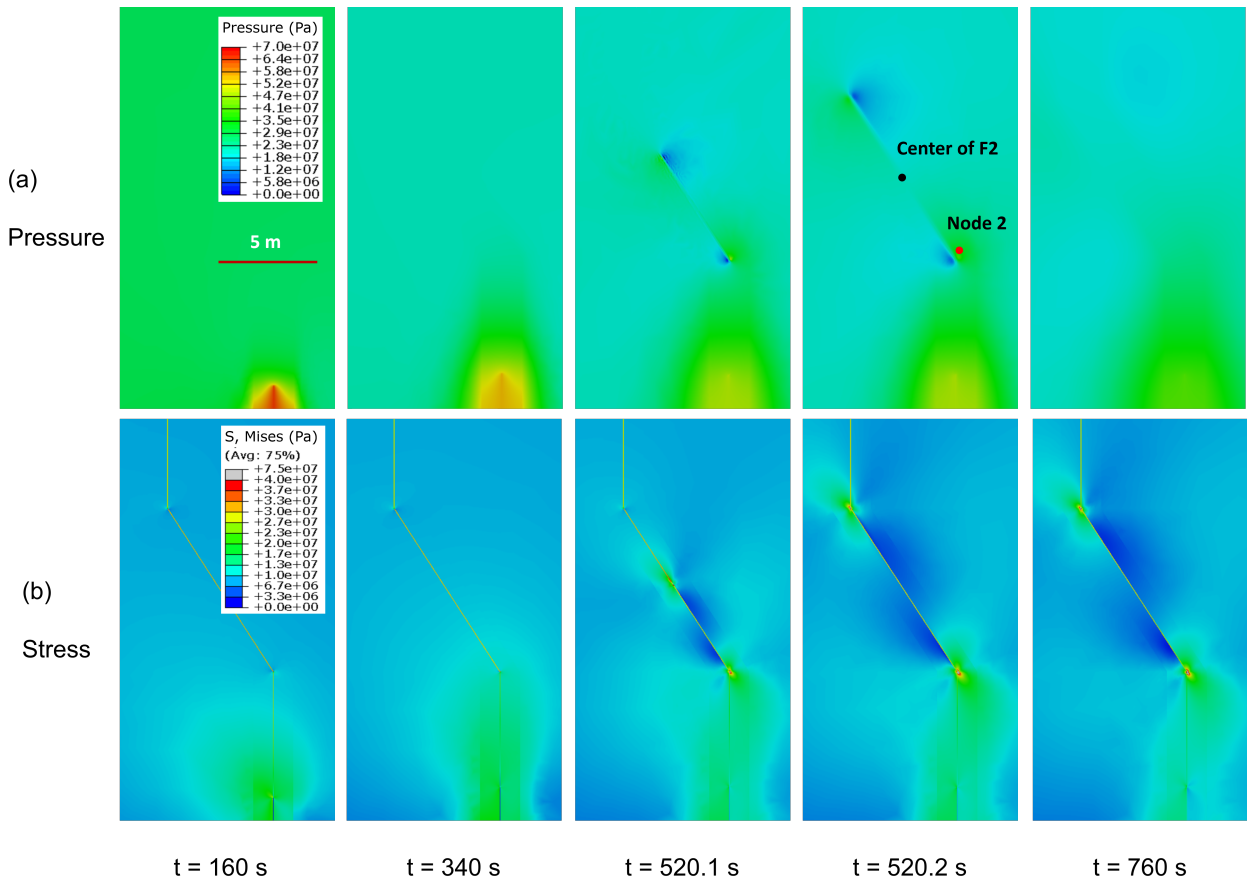 (a)
Pressure
Pressure (Pa)
+7.0e+07
+6.4e+07
+5.8e+07
+5.2e+07
+4.7e+07
+4.1e+07
+3.5e+07
+2.9e+07
+1.8e+07
+1.2e+07
+5.8e+06
+0.0e+00
5 m
Center of F2
Node 2
(b)
Stress
S, Mises (Pa)
(Avg: 75%)
+7.5e+07
+4.0e+07
+3.7e+07
+3.3e+07
+3.0e+07
+2.7e+07
+2.3e+07
+2.0e+07
+1.7e+07
+1.3e+07
+1.0e+07
+6.7e+06
+3.3e+06
+0.0e+00
t = 160 s
t = 340 s
t = 520.1 s
t = 520.2 s
t = 760 s